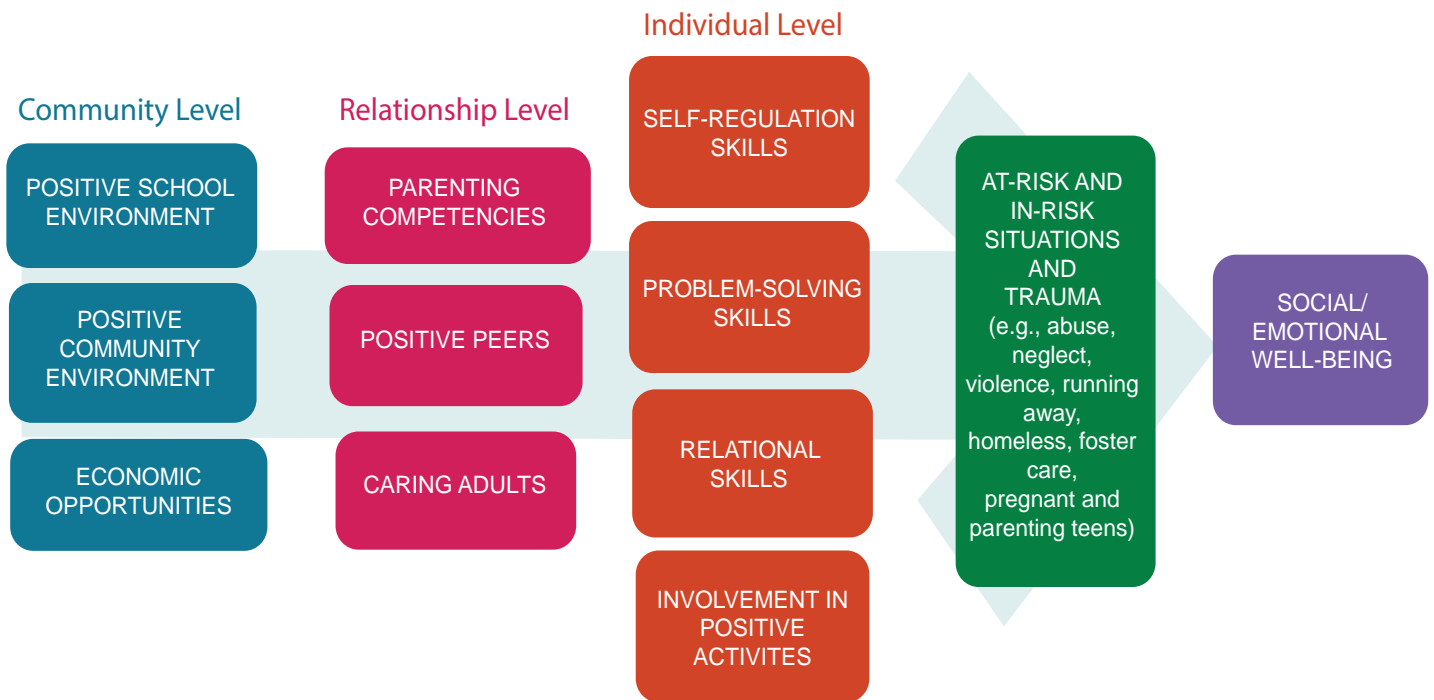 Individual Level
Community Level
Relationship Level
POSITIVE SCHOOL
ENVIRONMENT
POSITIVE
COMMUNITY
ENVIRONMENT
ECONOMIC
OPPORTUNITIES
PARENTING
COMPETENCIES
POSITIVE PEERS
CARING ADULTS
SELF-REGULATION
SKILLS
PROBLEM-SOLVING
SKILLS
RELATIONAL
SKILLS
INVOLVEMENT IN
POSITIVE
ACTIVITES
AT-RISK AND
IN-RISK
SITUATIONS
AND
TRAUMA
(e.g., abuse,
neglect,
violence, running
away,
homeless, foster
care,
pregnant and
parenting teens)
SOCIAL/
EMOTIONAL
WELL-BEING